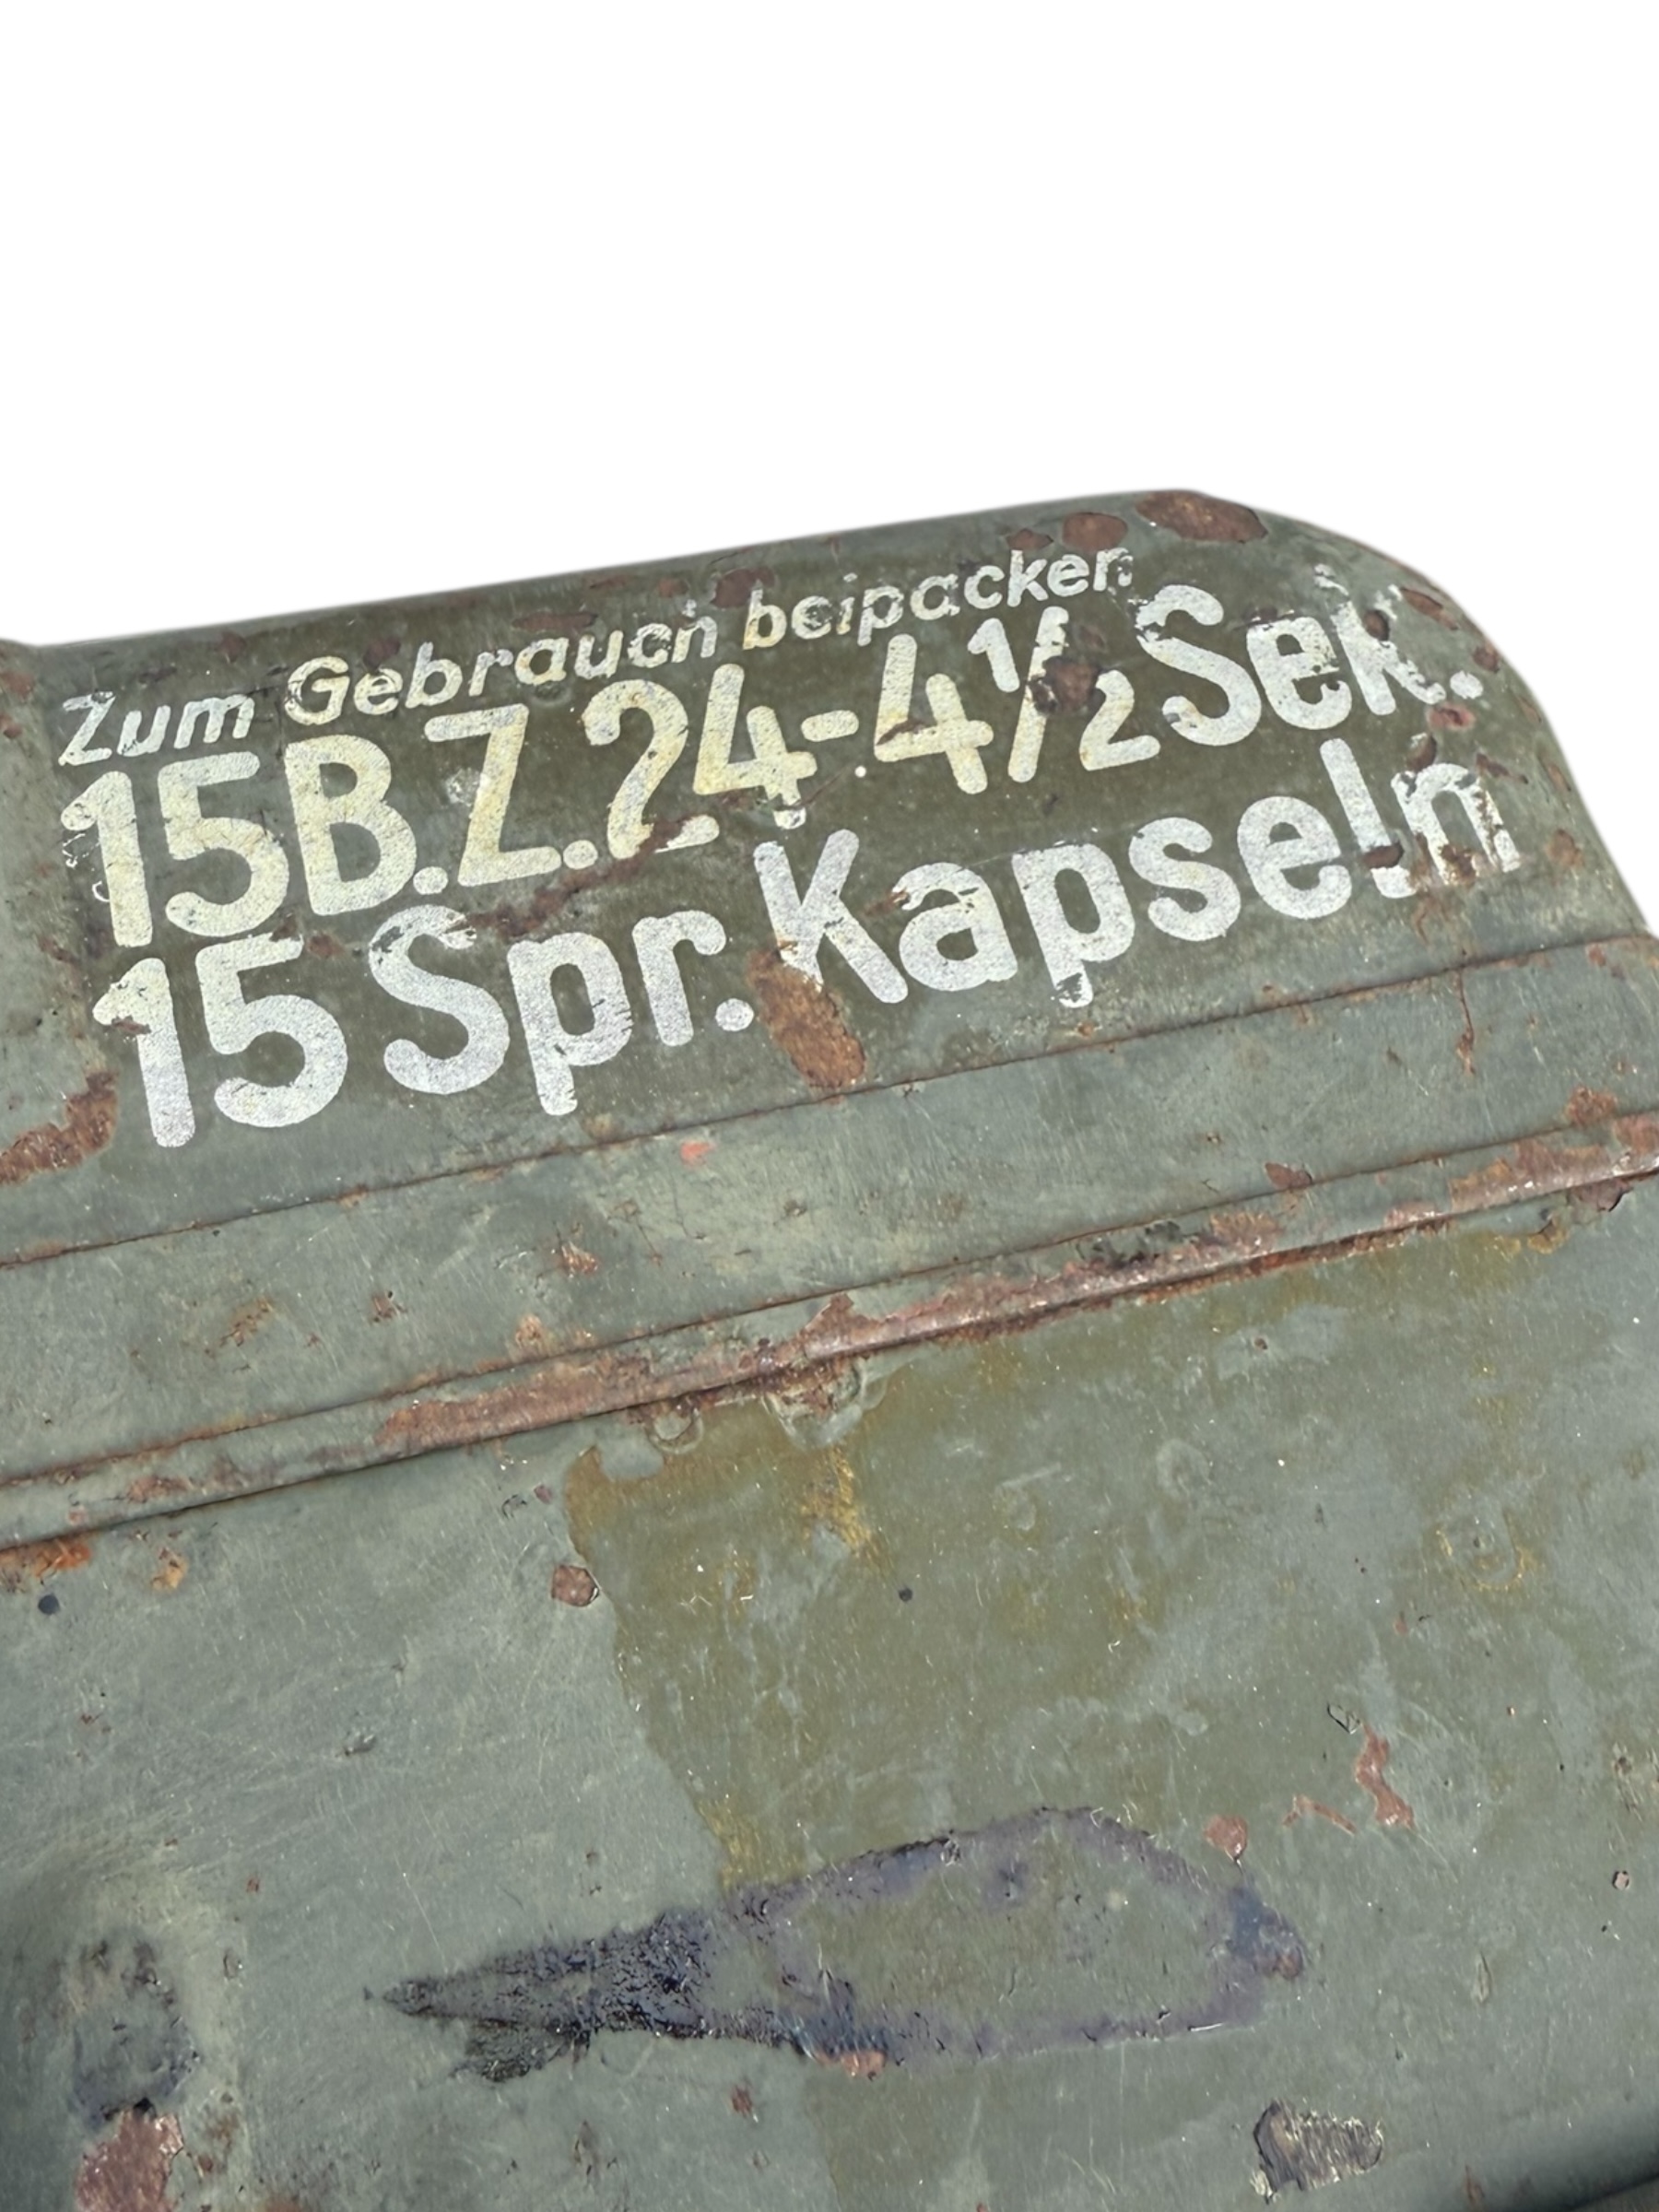 Zum Gebrauch beipacken
15 B.Z.24-4½ Sek.
15 Spr. Kapseln